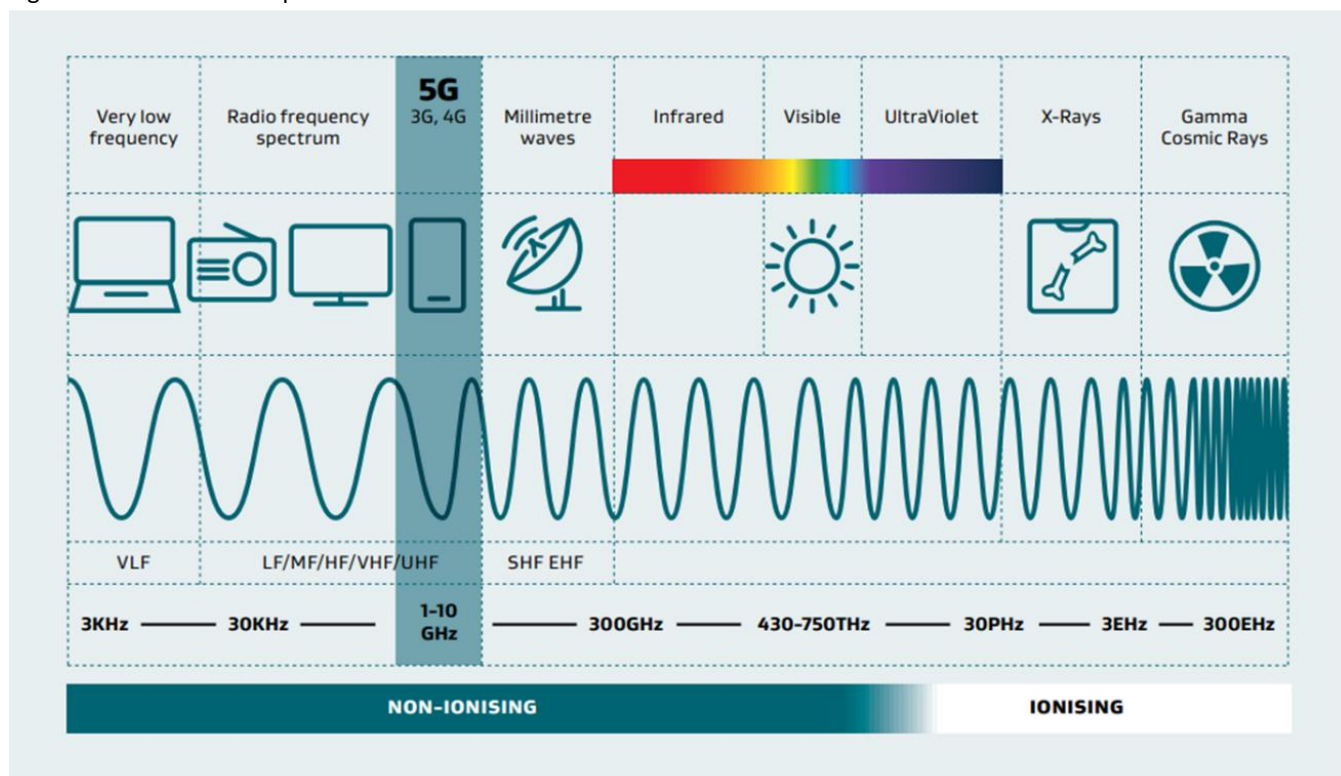 5G
Very low
frequency
Radio frequency
spectrum
3G, 4G
Millimetre
waves
Infrared
Visible
UltraViolet
X-Rays
Gamma
Cosmic Rays
VLF
LF/MF/HF/VHF/UHF
SHF EHF
3KHz
30KHz
1-10
GHz
300GHz
430-750THz
30PHz
3EHz
300EHz
NON-IONISING
IONISING